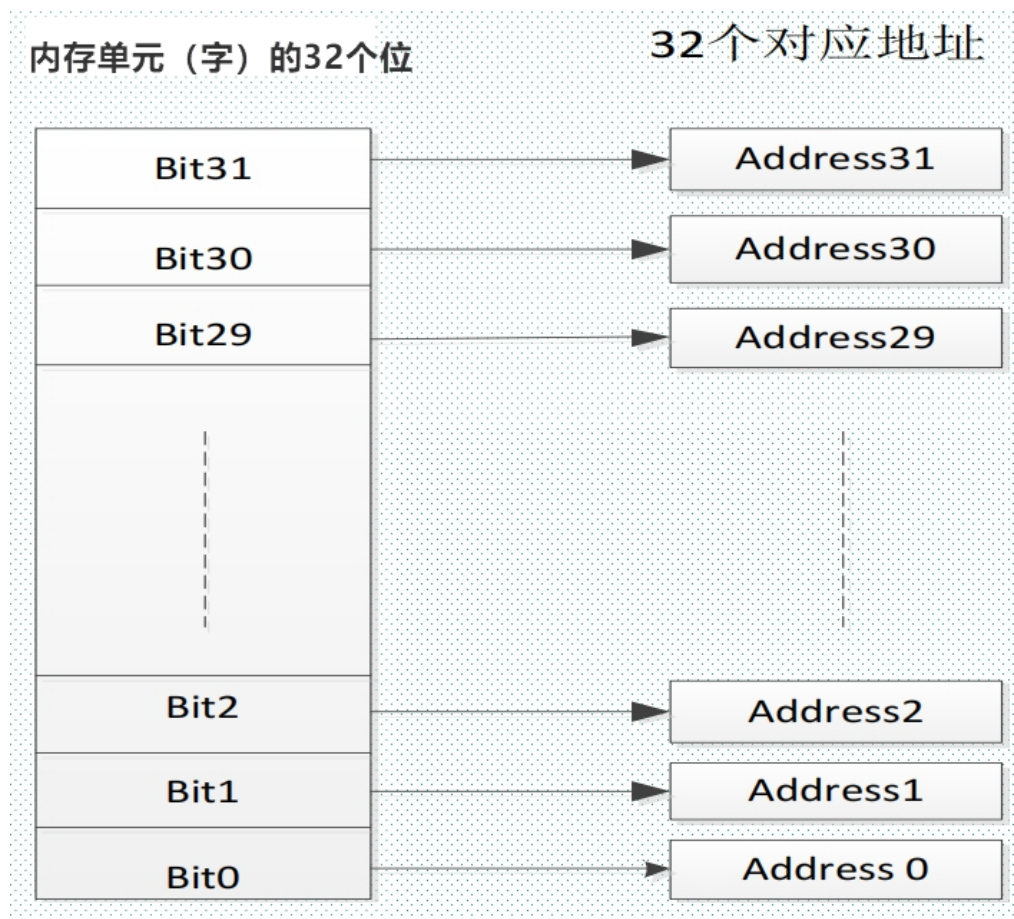 内存单元（字）的32个位
32个对应地址
Bit31
Address31
Bit30
Address30
Bit29
Address29
Bit2
Address2
Bit1
Address1
Bit0
Address 0